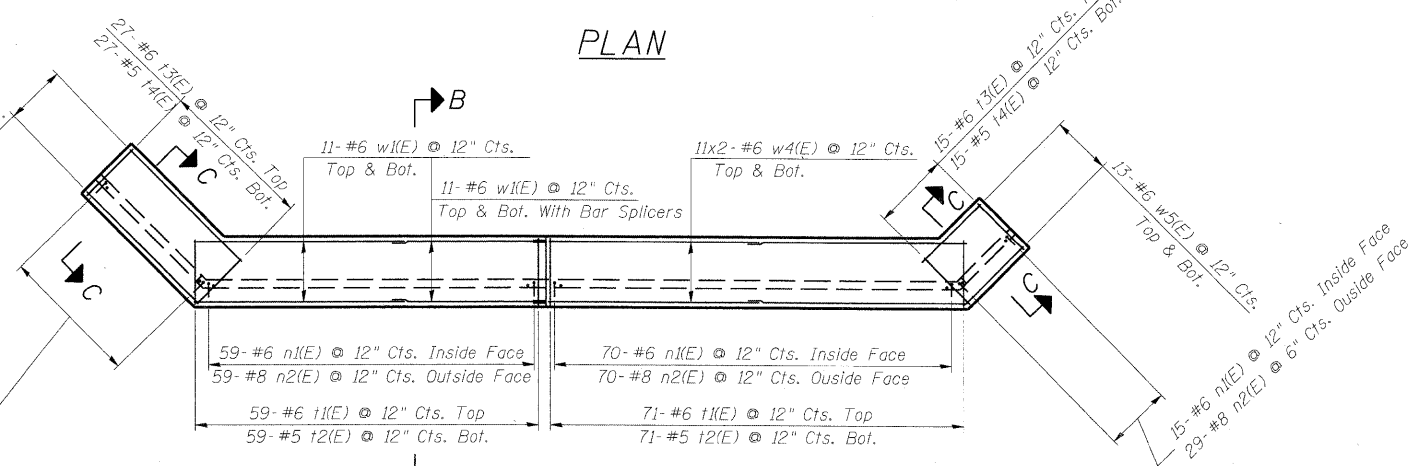 PLAN
27-#6 t3(E) @ 12" Cts. Top
27-#5 t4(E) @ 12" Cts. Bot.
B
15-#6 t3(E) @ 12" Cts.
15-#5 t4(E) @ 12" Cts. Bot.
11-#6 w1(E) @ 12" Cts.
Top & Bot.
11x2-#6 w4(E) @ 12" Cts.
Top & Bot.
11-#6 w1(E) @ 12" Cts.
Top & Bot. With Bar Splicers
13-#6 w5(E) @ 12" Cts.
Top & Bot.
C
C
C
C
59-#6 n1(E) @ 12" Cts. Inside Face
59-#8 n2(E) @ 12" Cts. Outside Face
70-#6 n1(E) @ 12" Cts. Inside Face
70-#8 n2(E) @ 12" Cts. Ouside Face
15-#6 n1(E) @ 12" Cts. Inside Face
29-#8 n2(E) @ 6" Cts. Ouside Face
59-#6 t1(E) @ 12" Cts. Top
59-#5 t2(E) @ 12" Cts. Bot.
71-#6 t1(E) @ 12" Cts. Top
71-#5 t2(E) @ 12" Cts. Bot.